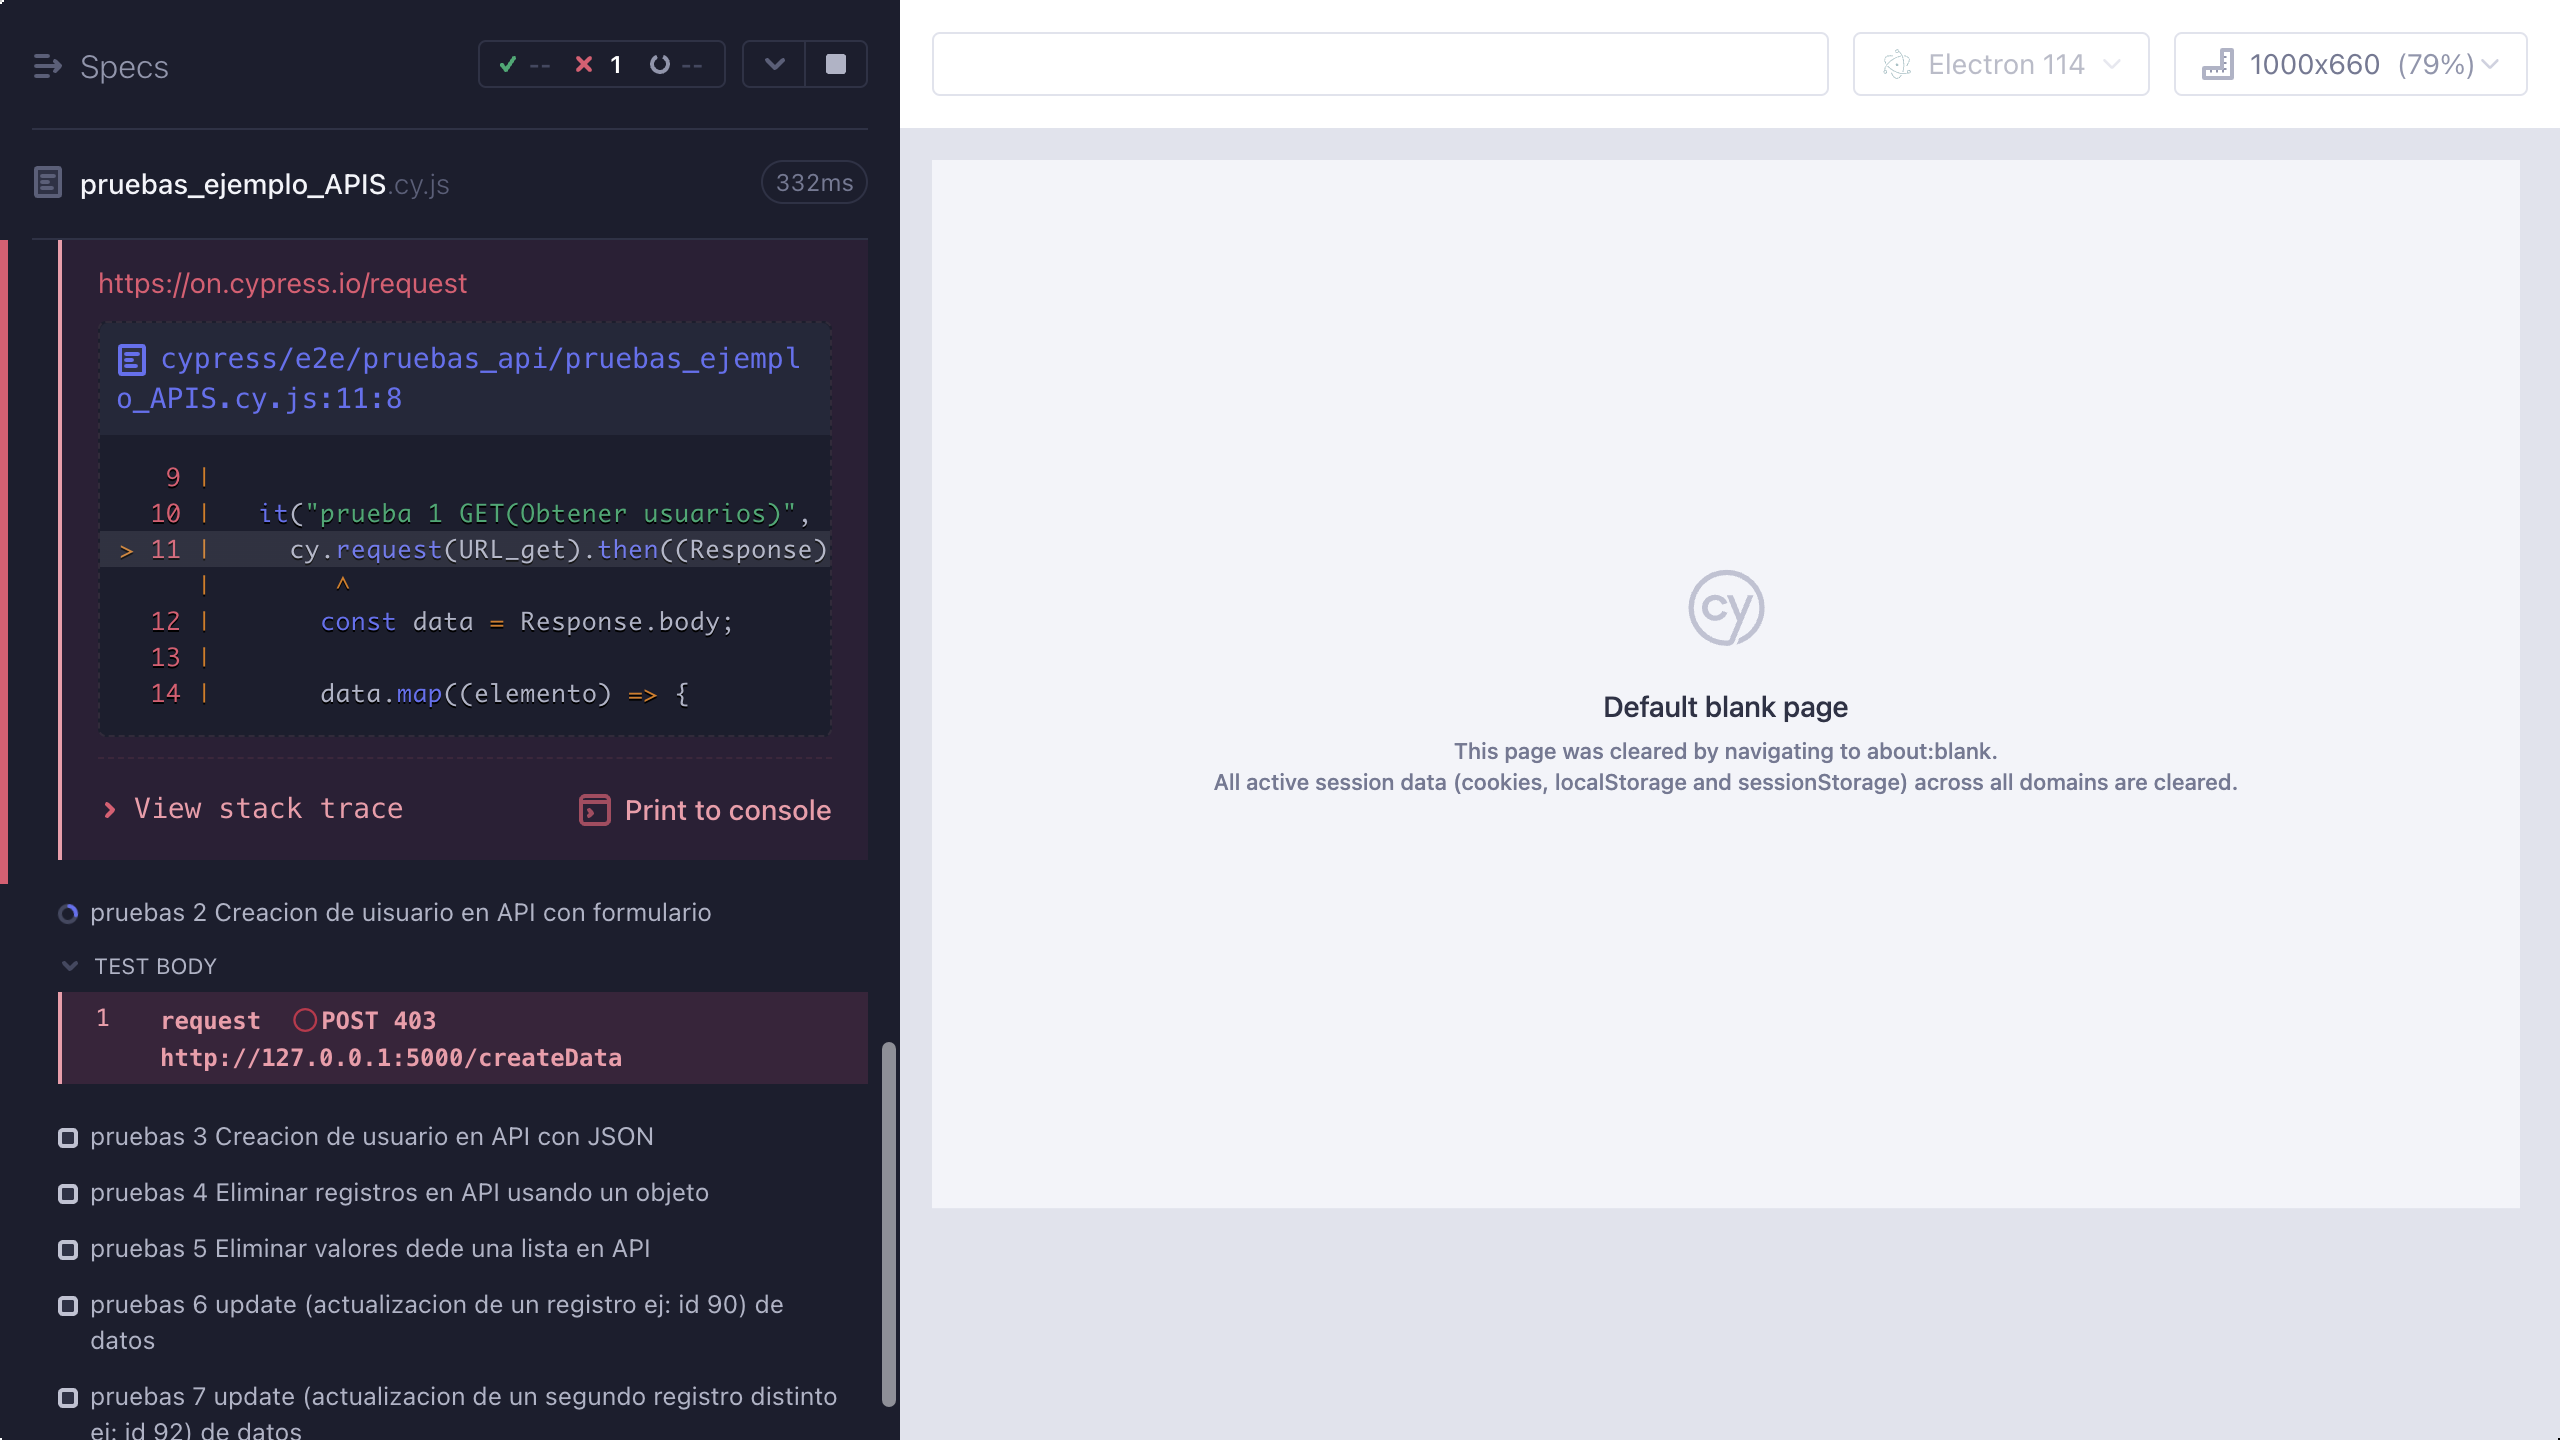 Specs
-- 1 --
pruebas_ejemplo_APIS.cy.js
332ms
https://on.cypress.io/request
cypress/e2e/pruebas_api/pruebas_ejempl
o_APIS.cy.js:11:8
9 |
10 | it("prueba 1 GET(Obtener usuarios)",
> 11 | cy.request(URL_get).then((Response)
| ^
12 | const data = Response.body;
13 |
14 | data.map((elemento) => {
View stack trace
Print to console
pruebas 2 Creacion de uisuario en API con formulario
TEST BODY
1 request POST 403
http://127.0.0.1:5000/createData
pruebas 3 Creacion de usuario en API con JSON
pruebas 4 Eliminar registros en API usando un objeto
pruebas 5 Eliminar valores dede una lista en API
pruebas 6 update (actualizacion de un registro ej: id 90) de
datos
pruebas 7 update (actualizacion de un segundo registro distinto
ej: id 92) de datos
Electron 114
1000x660 (79%)
cy
Default blank page
This page was cleared by navigating to about:blank.
All active session data (cookies, localStorage and sessionStorage) across all domains are cleared.